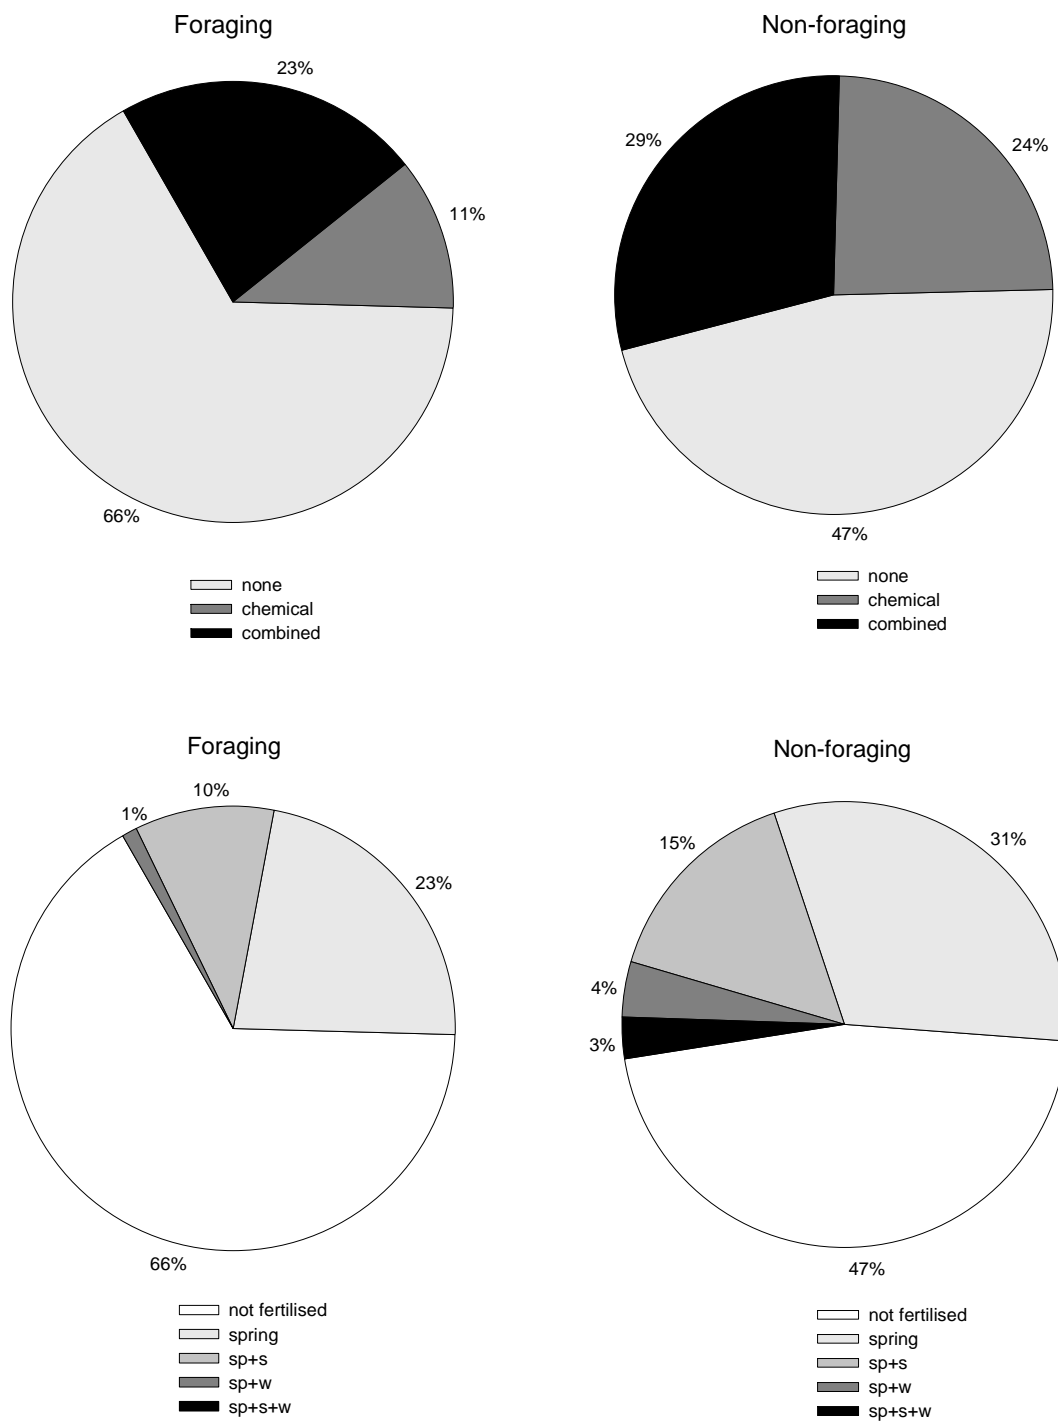 Foraging
23%
11%
66%
none
chemical
combined
Non-foraging
29%
24%
47%
none
chemical
combined
Foraging
1%
10%
23%
66%
not fertilised
spring
sp+s
sp+w
sp+s+w
Non-foraging
15%
31%
4%
3%
47%
not fertilised
spring
sp+s
sp+w
sp+s+w